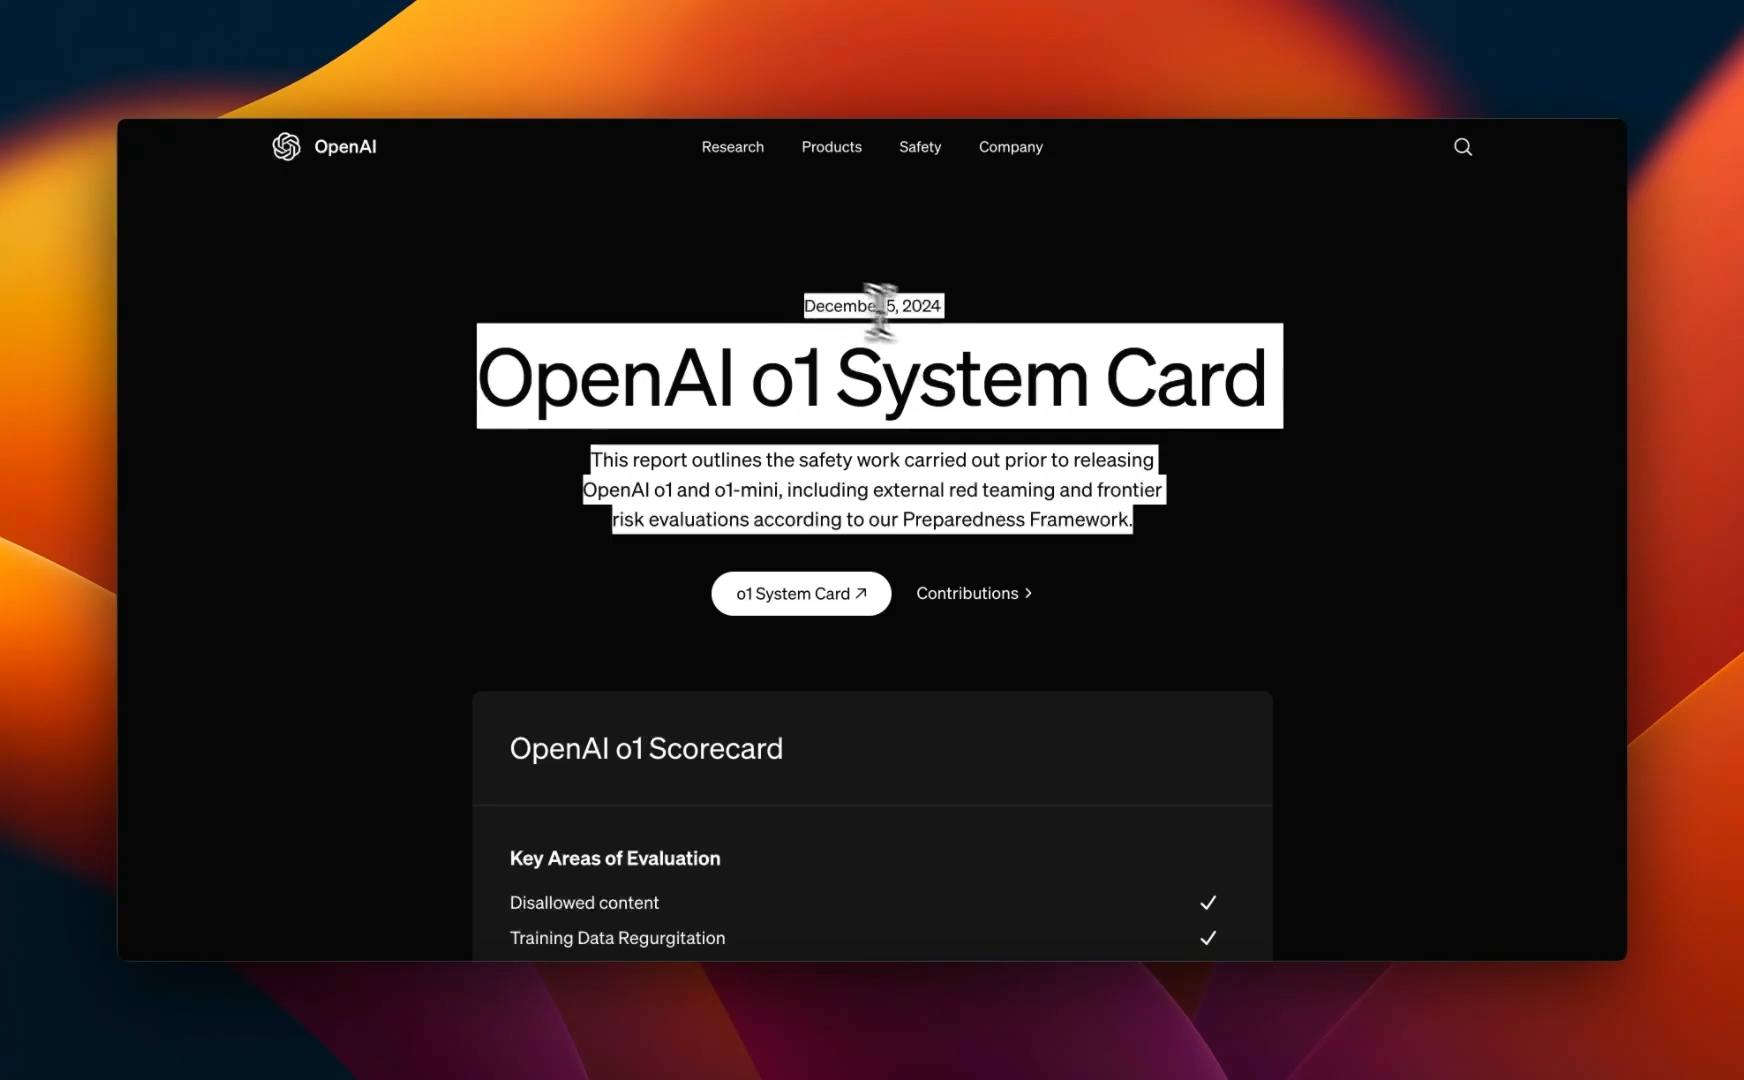 OpenAI
Research Products Safety Company
December 5, 2024
OpenAI o1 System Card
This report outlines the safety work carried out prior to releasing
OpenAI o1 and o1-mini, including external red teaming and frontier
risk evaluations according to our Preparedness Framework.
o1 System Card ↗ Contributions >
OpenAI o1 Scorecard
Key Areas of Evaluation
Disallowed content ✓
Training Data Regurgitation ✓